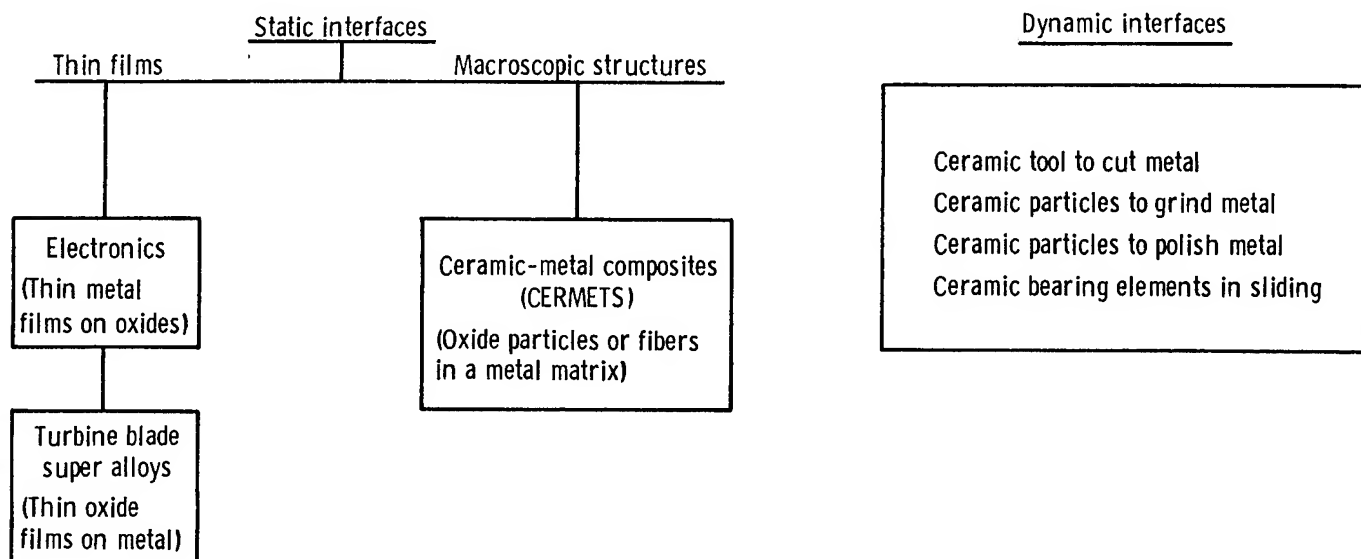 Static interfaces
Thin films
Macroscopic structures
Electronics
(Thin metal
films on oxides)
Turbine blade
super alloys
(Thin oxide
films on metal)
Ceramic-metal composites
(CERMETS)
(Oxide particles or fibers
in a metal matrix)
Dynamic interfaces
Ceramic tool to cut metal
Ceramic particles to grind metal
Ceramic particles to polish metal
Ceramic bearing elements in sliding